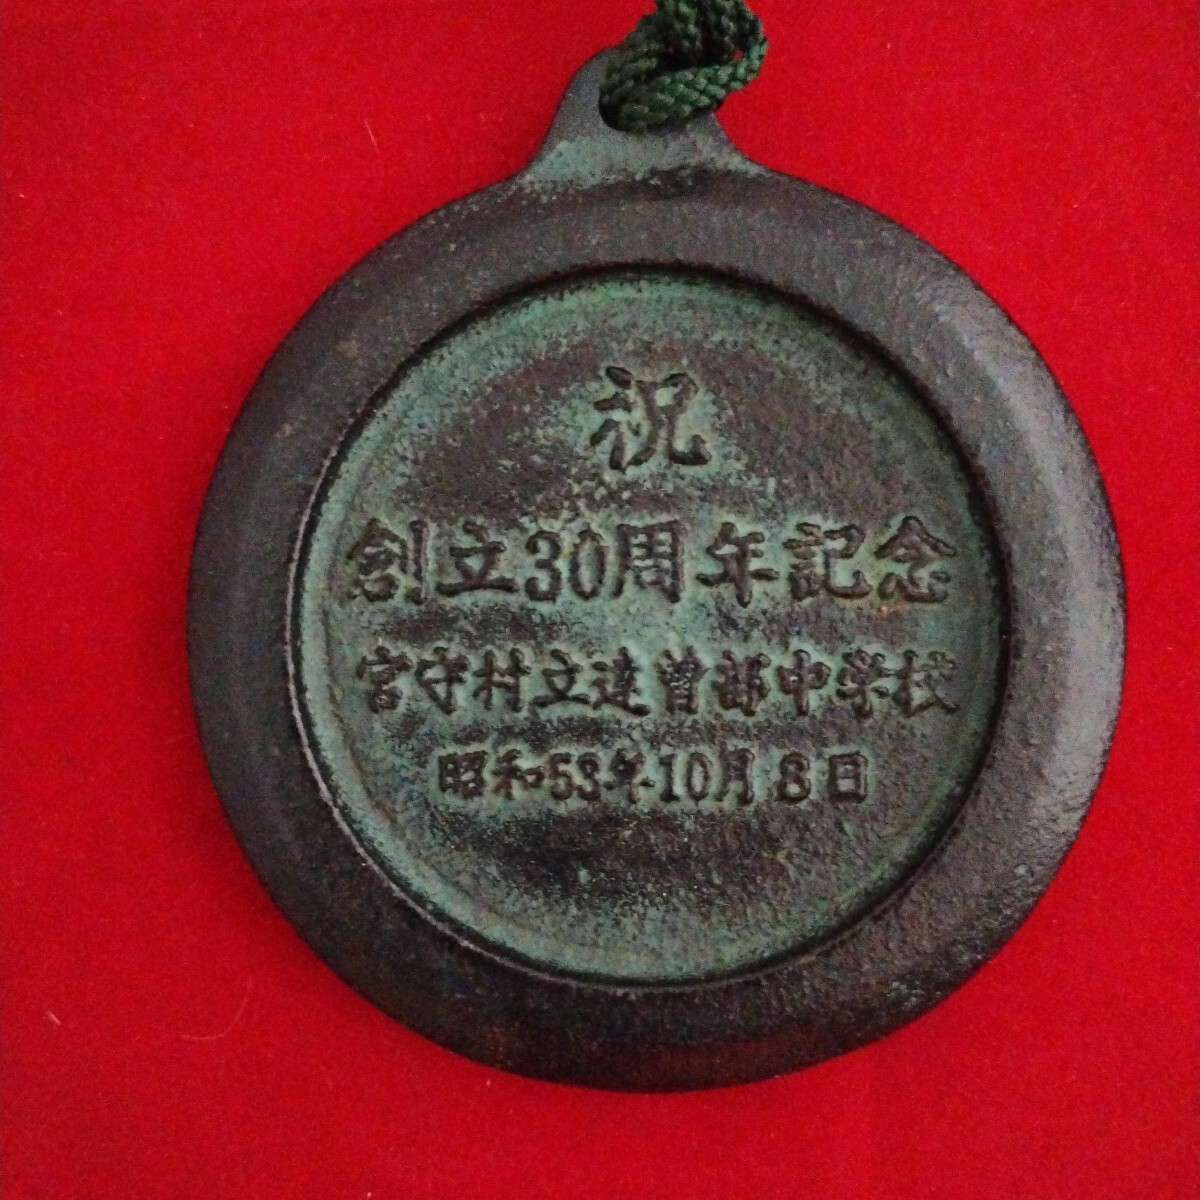 祝
創立30周年記念
宮守村立達曽部中学校
昭和53年10月8日